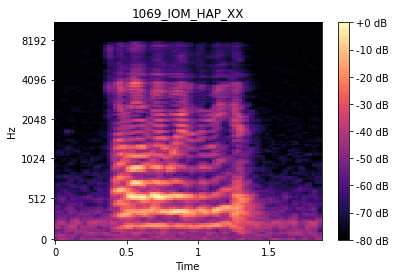 1069_IOM_HAP_XX
8192
4096
2048
1024
512
0
Hz
0
0.5
1
1.5
Time
+0 dB
-10 dB
-20 dB
-30 dB
-40 dB
-50 dB
-60 dB
-70 dB
-80 dB